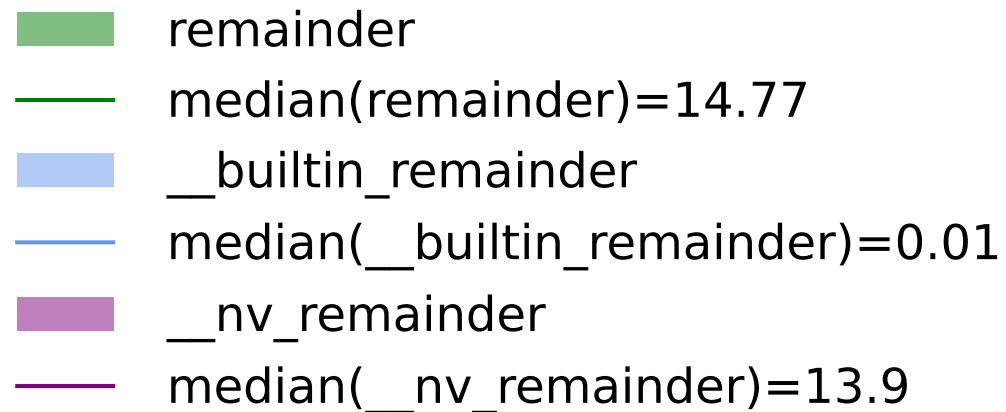 remainder
median(remainder)=14.77
__builtin_remainder
median(__builtin_remainder)=0.01
__nv_remainder
median(__nv_remainder)=13.9